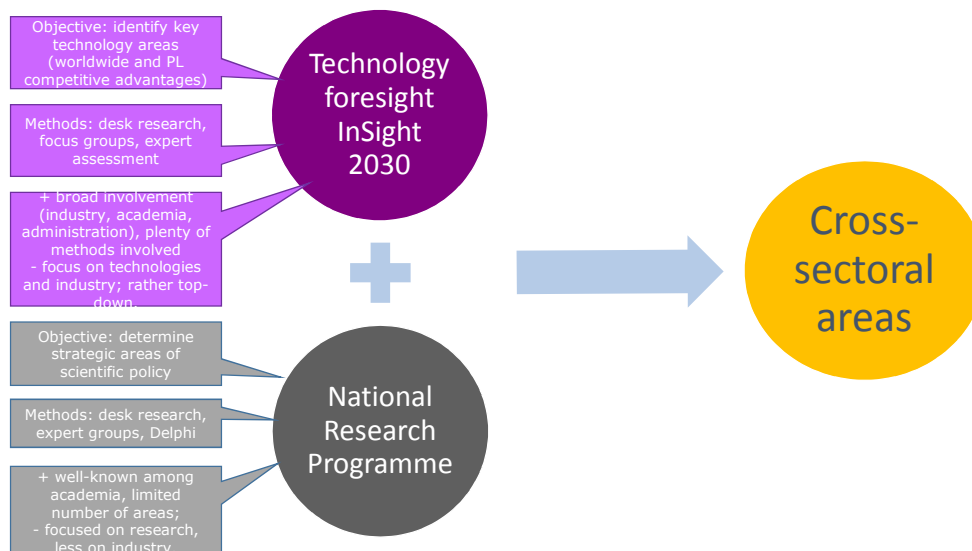 Objective: identify key
technology areas
(worldwide and PL
competitive advantages)
Methods: desk research,
focus groups, expert
assessment
+ broad involvement
(industry, academia,
administration), plenty of
methods involved
- focus on technologies
and industry; rather top-
down.
Technology
foresight
InSight
2030
Objective: determine
strategic areas of
scientific policy
Methods: desk research,
expert groups, Delphi
+ well-known among
academia, limited
number of areas;
- focused on research,
less on industry
National
Research
Programme
Cross-
sectoral
areas